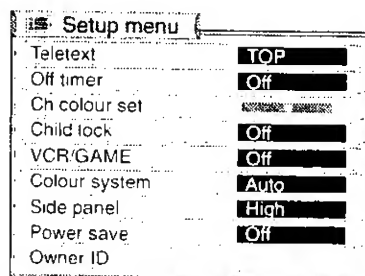 Setup menu
Teletext TOP
Off timer Off
Ch colour set
Child lock Off
VCR/GAME Off
Colour system Auto
Side panel High
Power save Off
Owner ID